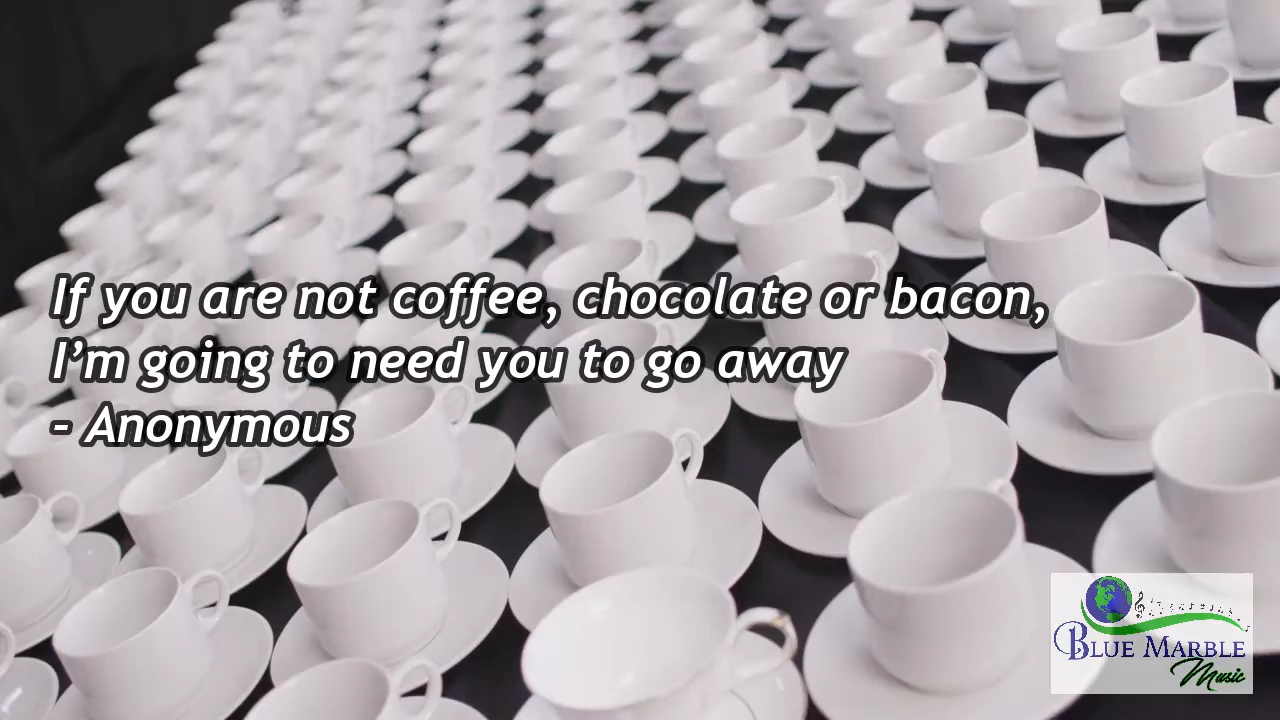 If you are not coffee, chocolate or bacon,
I'm going to need you to go away
- Anonymous
BLUE MARBLE
Music